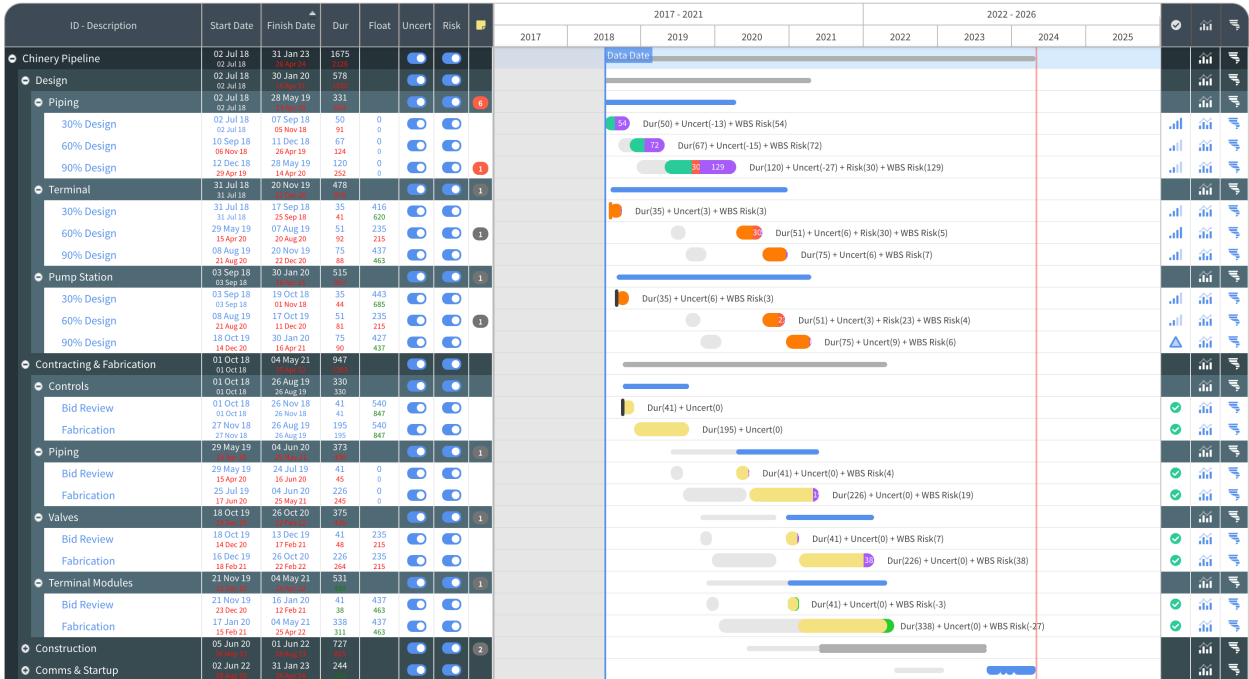 2017 - 2021 2022 - 2026
ID - Description Start Date Finish Date Dur Float Uncert Risk
2017 2018 2019 2020 2021 2022 2023 2024 2025
Data Date
Chinery Pipeline 02 Jul 18 31 Jan 23 1675
02 Jul 18 26 Apr 24 2126
Design 02 Jul 18 30 Jan 20 578
02 Jul 18
Piping 02 Jul 18 28 May 19 331 6
02 Jul 18
30% Design 02 Jul 18 07 Sep 18 50 0 54 Dur(50) + Uncert(-13) + WBS Risk(54)
02 Jul 18 05 Nov 18 91 0
60% Design 10 Sep 18 11 Dec 18 67 0 72 Dur(67) + Uncert(-15) + WBS Risk(72)
06 Nov 18 26 Apr 19 124 0
90% Design 12 Dec 18 28 May 19 120 0 1 30 129 Dur(120) + Uncert(-27) + Risk(30) + WBS Risk(129)
29 Apr 19 14 Apr 20 252 0
Terminal 31 Jul 18 20 Nov 19 478 1
31 Jul 18
30% Design 31 Jul 18 17 Sep 18 35 416 Dur(35) + Uncert(3) + WBS Risk(3)
31 Jul 18 25 Sep 18 41 620
60% Design 29 May 19 07 Aug 19 51 235 1 30 Dur(51) + Uncert(6) + Risk(30) + WBS Risk(5)
15 Apr 20 20 Aug 20 92 215
90% Design 08 Aug 19 20 Nov 19 75 437 Dur(75) + Uncert(6) + WBS Risk(7)
21 Aug 20 22 Dec 20 88 463
Pump Station 03 Sep 18 30 Jan 20 515 1
03 Sep 18
30% Design 03 Sep 18 19 Oct 18 35 443 Dur(35) + Uncert(6) + WBS Risk(3)
03 Sep 18 01 Nov 18 44 685
60% Design 08 Aug 19 17 Oct 19 51 235 1 Dur(51) + Uncert(3) + Risk(23) + WBS Risk(4)
21 Aug 20 11 Dec 20 81 215
90% Design 18 Oct 19 30 Jan 20 75 427 Dur(75) + Uncert(9) + WBS Risk(6)
14 Dec 20 16 Apr 21 90 437
Contracting & Fabrication 01 Oct 18 04 May 21 947
01 Oct 18
Controls 01 Oct 18 26 Aug 19 330
01 Oct 18 26 Aug 19 330
Bid Review 01 Oct 18 26 Nov 18 41 540 Dur(41) + Uncert(0)
01 Oct 18 26 Nov 18 41 847
Fabrication 27 Nov 18 26 Aug 19 195 540 Dur(195) + Uncert(0)
27 Nov 18 26 Aug 19 195 847
Piping 29 May 19 04 Jun 20 373 1
Bid Review 29 May 19 24 Jul 19 41 0 Dur(41) + Uncert(0) + WBS Risk(4)
15 Apr 20 16 Jun 20 45 0
Fabrication 25 Jul 19 04 Jun 20 226 0 Dur(226) + Uncert(0) + WBS Risk(19)
17 Jun 20 25 May 21 245 0
Valves 18 Oct 19 26 Oct 20 375 1
Bid Review 18 Oct 19 13 Dec 19 41 235 Dur(41) + Uncert(0) + WBS Risk(7)
14 Dec 20 17 Feb 21 48 215
Fabrication 16 Dec 19 26 Oct 20 226 235 38 Dur(226) + Uncert(0) + WBS Risk(38)
18 Feb 21 22 Feb 22 264 215
Terminal Modules 21 Nov 19 04 May 21 531 1
Bid Review 21 Nov 19 16 Jan 20 41 437 Dur(41) + Uncert(0) + WBS Risk(-3)
23 Dec 20 12 Feb 21 38 463
Fabrication 17 Jan 20 04 May 21 338 437 Dur(338) + Uncert(0) + WBS Risk(-27)
15 Feb 21 25 Apr 22 311 463
Construction 05 Jun 20 01 Jun 22 727 2
Comms & Startup 02 Jun 22 31 Jan 23 244